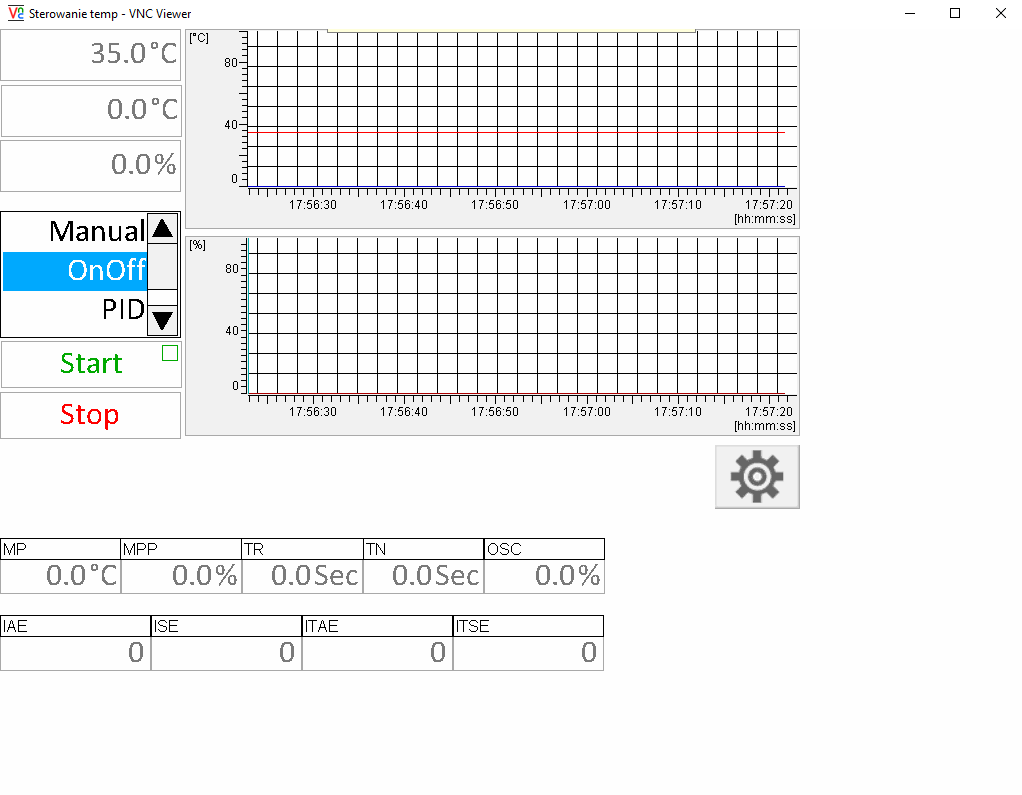 Sterowanie temp - VNC Viewer
35.0°C
0.0°C
0.0%
Manual
OnOff
PID
Start
Stop
[°C]
80
40
0
17:56:30 17:56:40 17:56:50 17:57:00 17:57:10 17:57:20
[hh:mm:ss]
[%]
80
40
0
17:56:30 17:56:40 17:56:50 17:57:00 17:57:10 17:57:20
[hh:mm:ss]
MP MPP TR TN OSC
0.0°C 0.0% 0.0Sec 0.0Sec 0.0%
IAE ISE ITAE ITSE
0 0 0 0